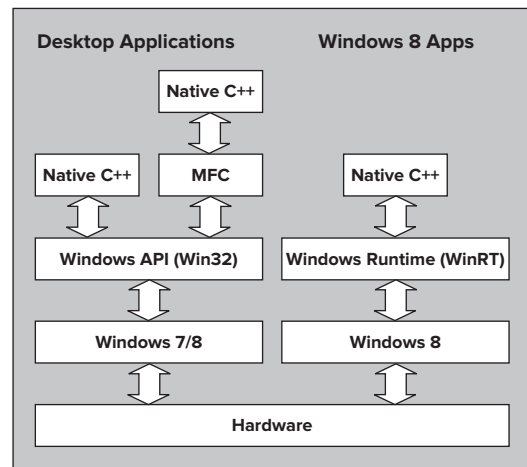 Desktop Applications
Windows 8 Apps
Native C++
Native C++
MFC
Native C++
Windows API (Win32)
Windows Runtime (WinRT)
Windows 7/8
Windows 8
Hardware